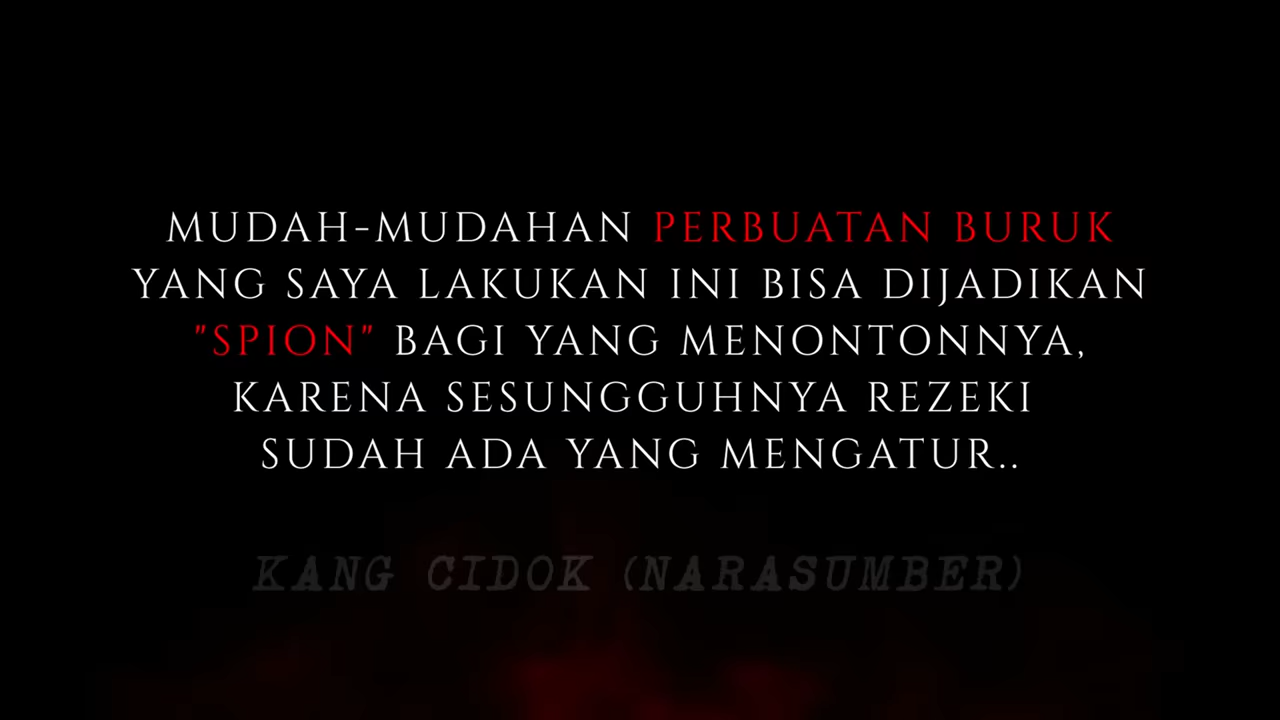 MUDAH-MUDAHAN PERBUATAN BURUK
YANG SAYA LAKUKAN INI BISA DIJADIKAN
"SPION" BAGI YANG MENONTONNYA,
KARENA SESUNGGUHNYA REZEKI
SUDAH ADA YANG MENGATUR..
KANG CIDOK (NARASUMBER)